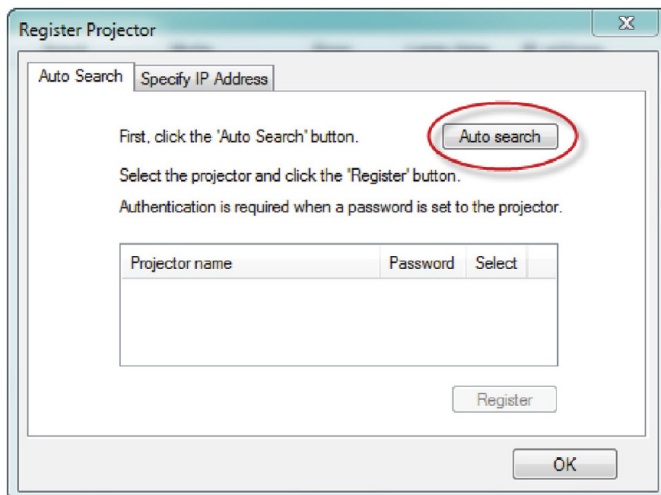 Register Projector
Auto Search
Specify IP Address
First, click the 'Auto Search' button.
Auto search
Select the projector and click the 'Register' button.
Authentication is required when a password is set to the projector.
Projector name
Password
Select
Register
OK